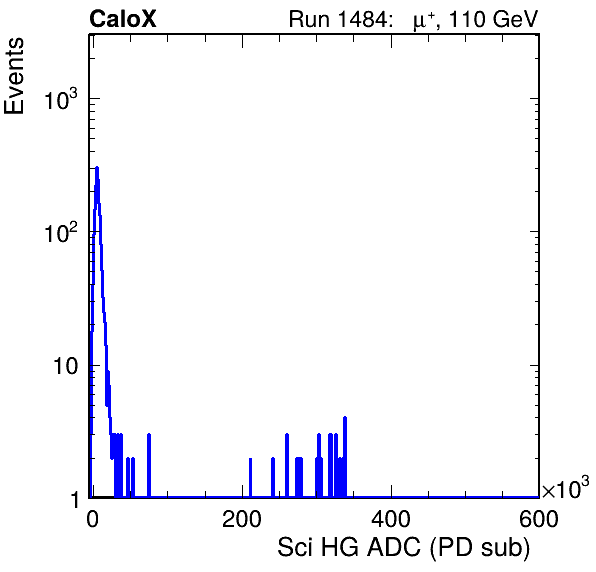 CaloX Run 1484: μ⁺, 110 GeV
Events
10³
10²
10
1
0 200 400 600
×10³
Sci HG ADC (PD sub)